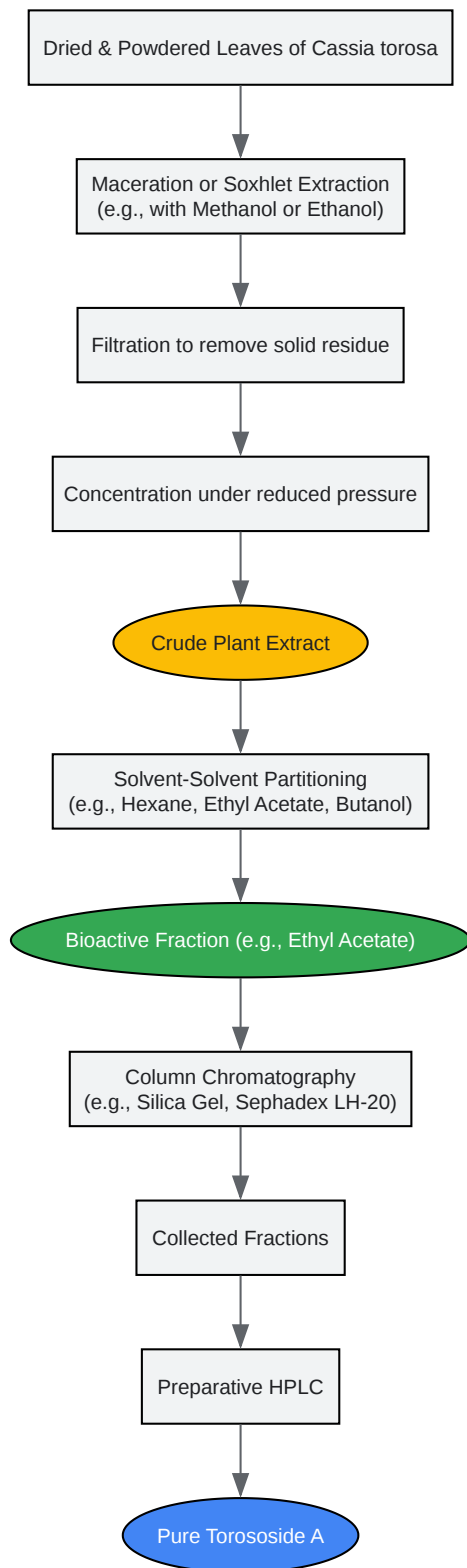 Dried & Powdered Leaves of Cassia torosa
Maceration or Soxhlet Extraction
(e.g., with Methanol or Ethanol)
Filtration to remove solid residue
Concentration under reduced pressure
Crude Plant Extract
Solvent-Solvent Partitioning
(e.g., Hexane, Ethyl Acetate, Butanol)
Bioactive Fraction (e.g., Ethyl Acetate)
Column Chromatography
(e.g., Silica Gel, Sephadex LH-20)
Collected Fractions
Preparative HPLC
Pure Torososide A